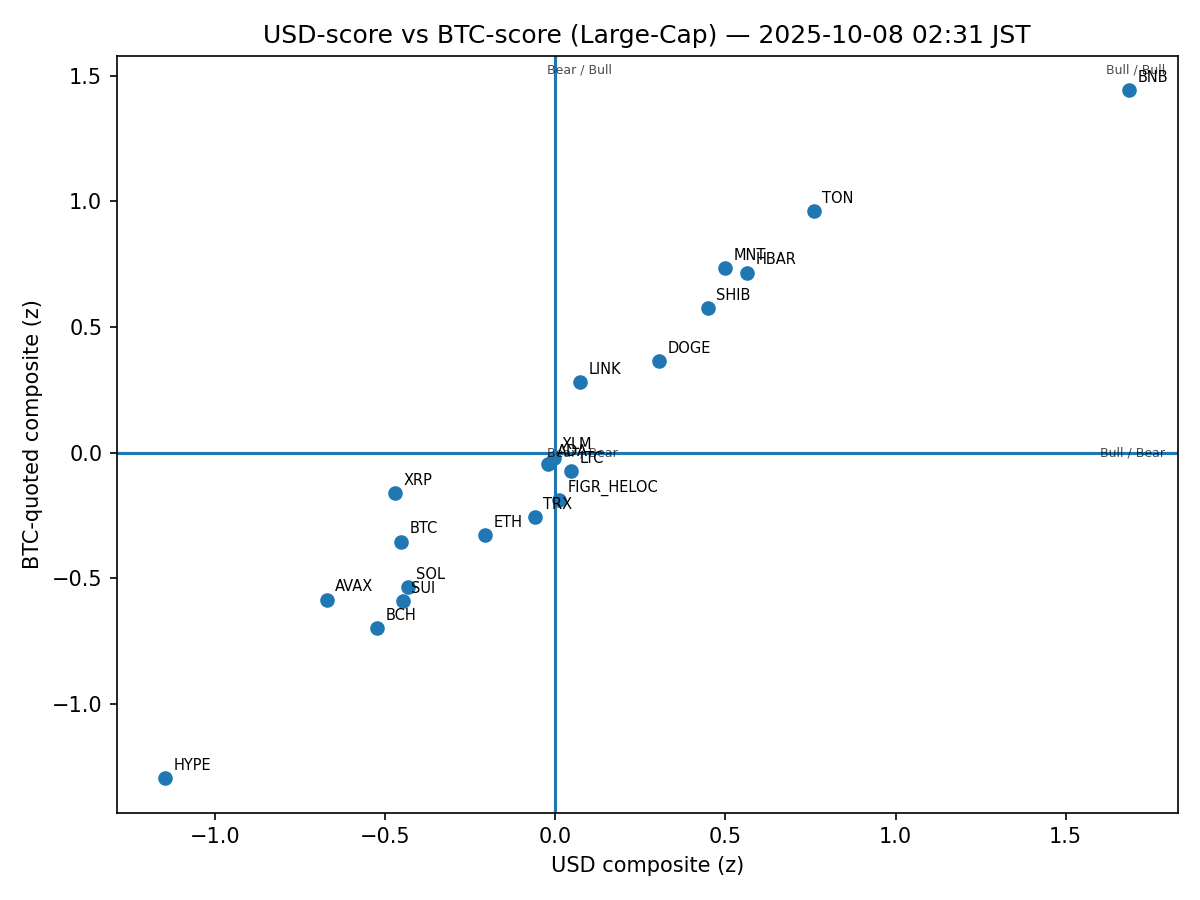 USD-score vs BTC-score (Large-Cap) — 2025-10-08 02:31 JST
Bear / Bull
Bull / Bull
BNB
TON
MNT
HBAR
SHIB
DOGE
LINK
XLM
ADA
Bear / Bear
LTC
Bull / Bear
FIGR_HELOC
XRP
TRX
ETH
BTC
SOL
SUI
AVAX
BCH
HYPE
1.5
1.0
0.5
0.0
−0.5
−1.0
BTC-quoted composite (z)
−1.0
−0.5
0.0
0.5
1.0
1.5
USD composite (z)